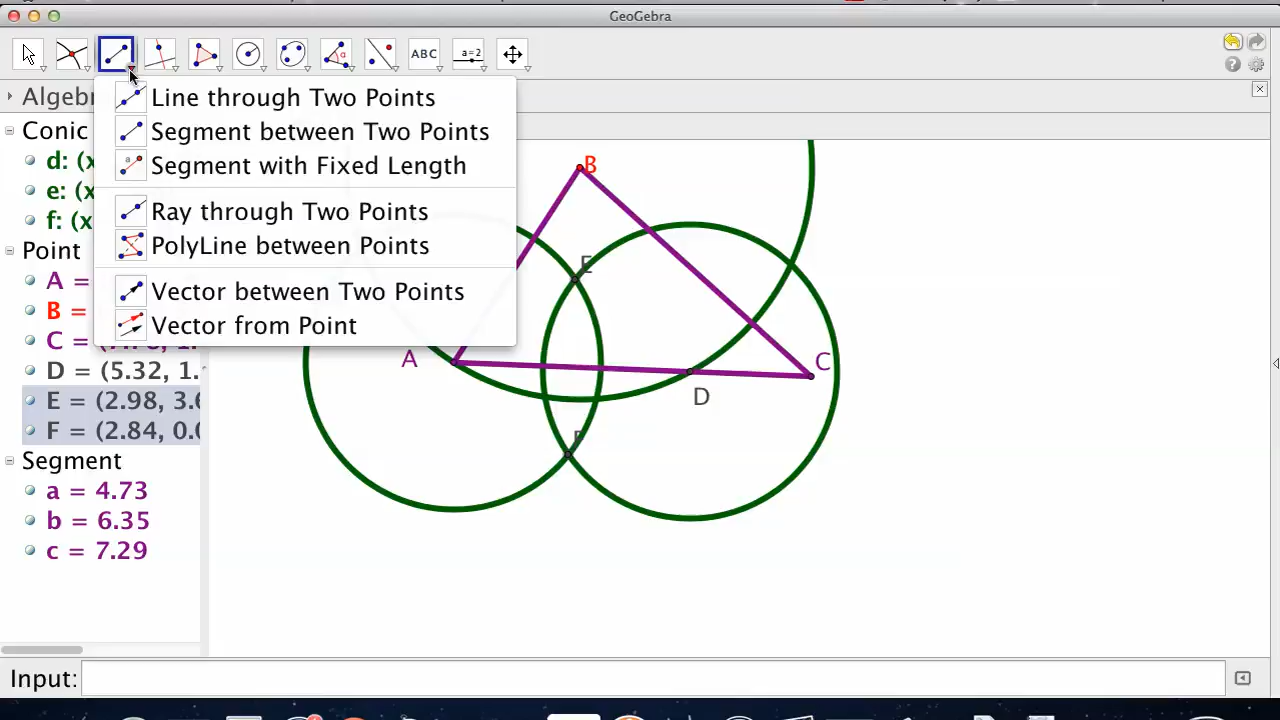 GeoGebra
ABC
a=2
Algeb
Line through Two Points
Segment between Two Points
Segment with Fixed Length
Ray through Two Points
PolyLine between Points
Vector between Two Points
Vector from Point
Conic
d: (x
e: (x
f: (x
Point
A =
B =
C =
D = (5.32, 1.
E = (2.98, 3.6
F = (2.84, 0.0
Segment
a = 4.73
b = 6.35
c = 7.29
B
E
A
C
D
F
Input: